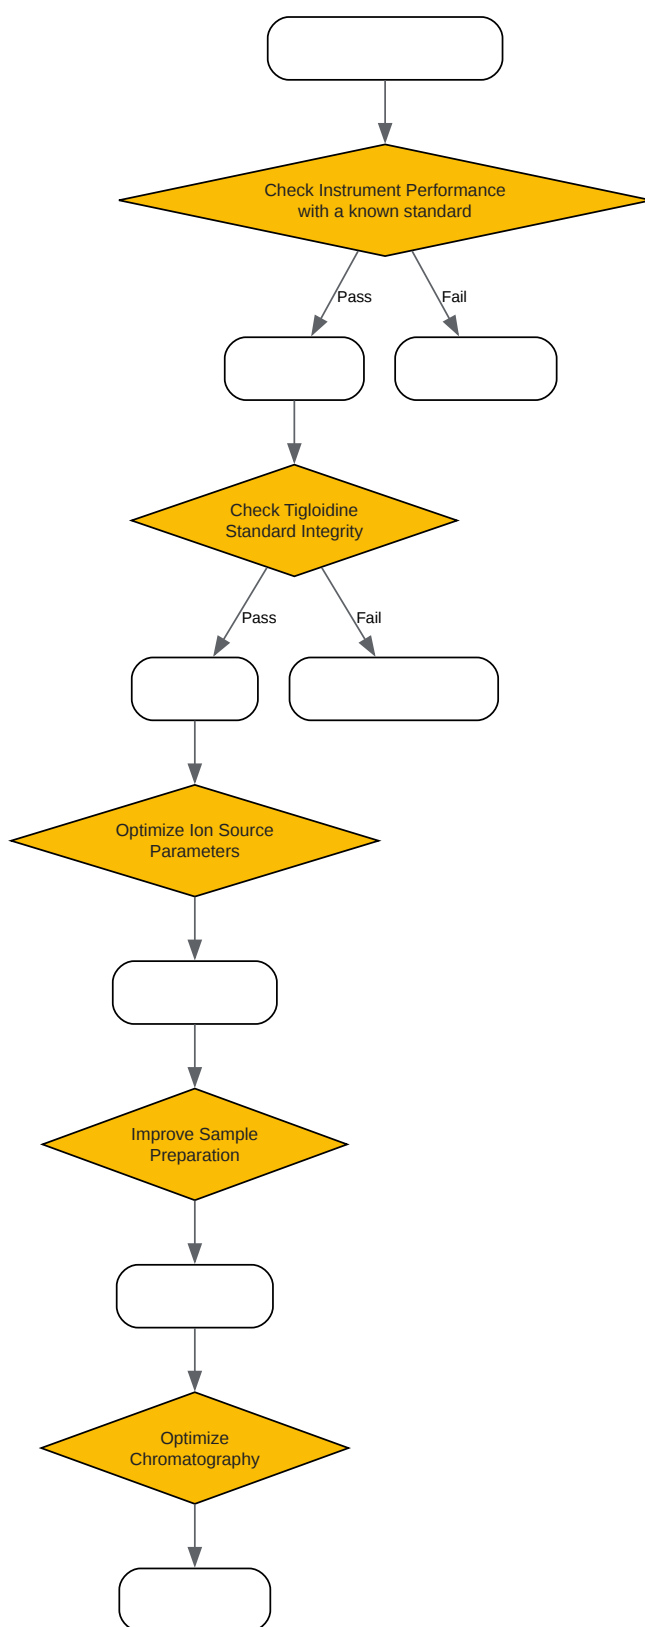 Check Instrument Performance
with a known standard
Pass
Fail
Check Tigloidine
Standard Integrity
Pass
Fail
Optimize Ion Source
Parameters
Improve Sample
Preparation
Optimize
Chromatography